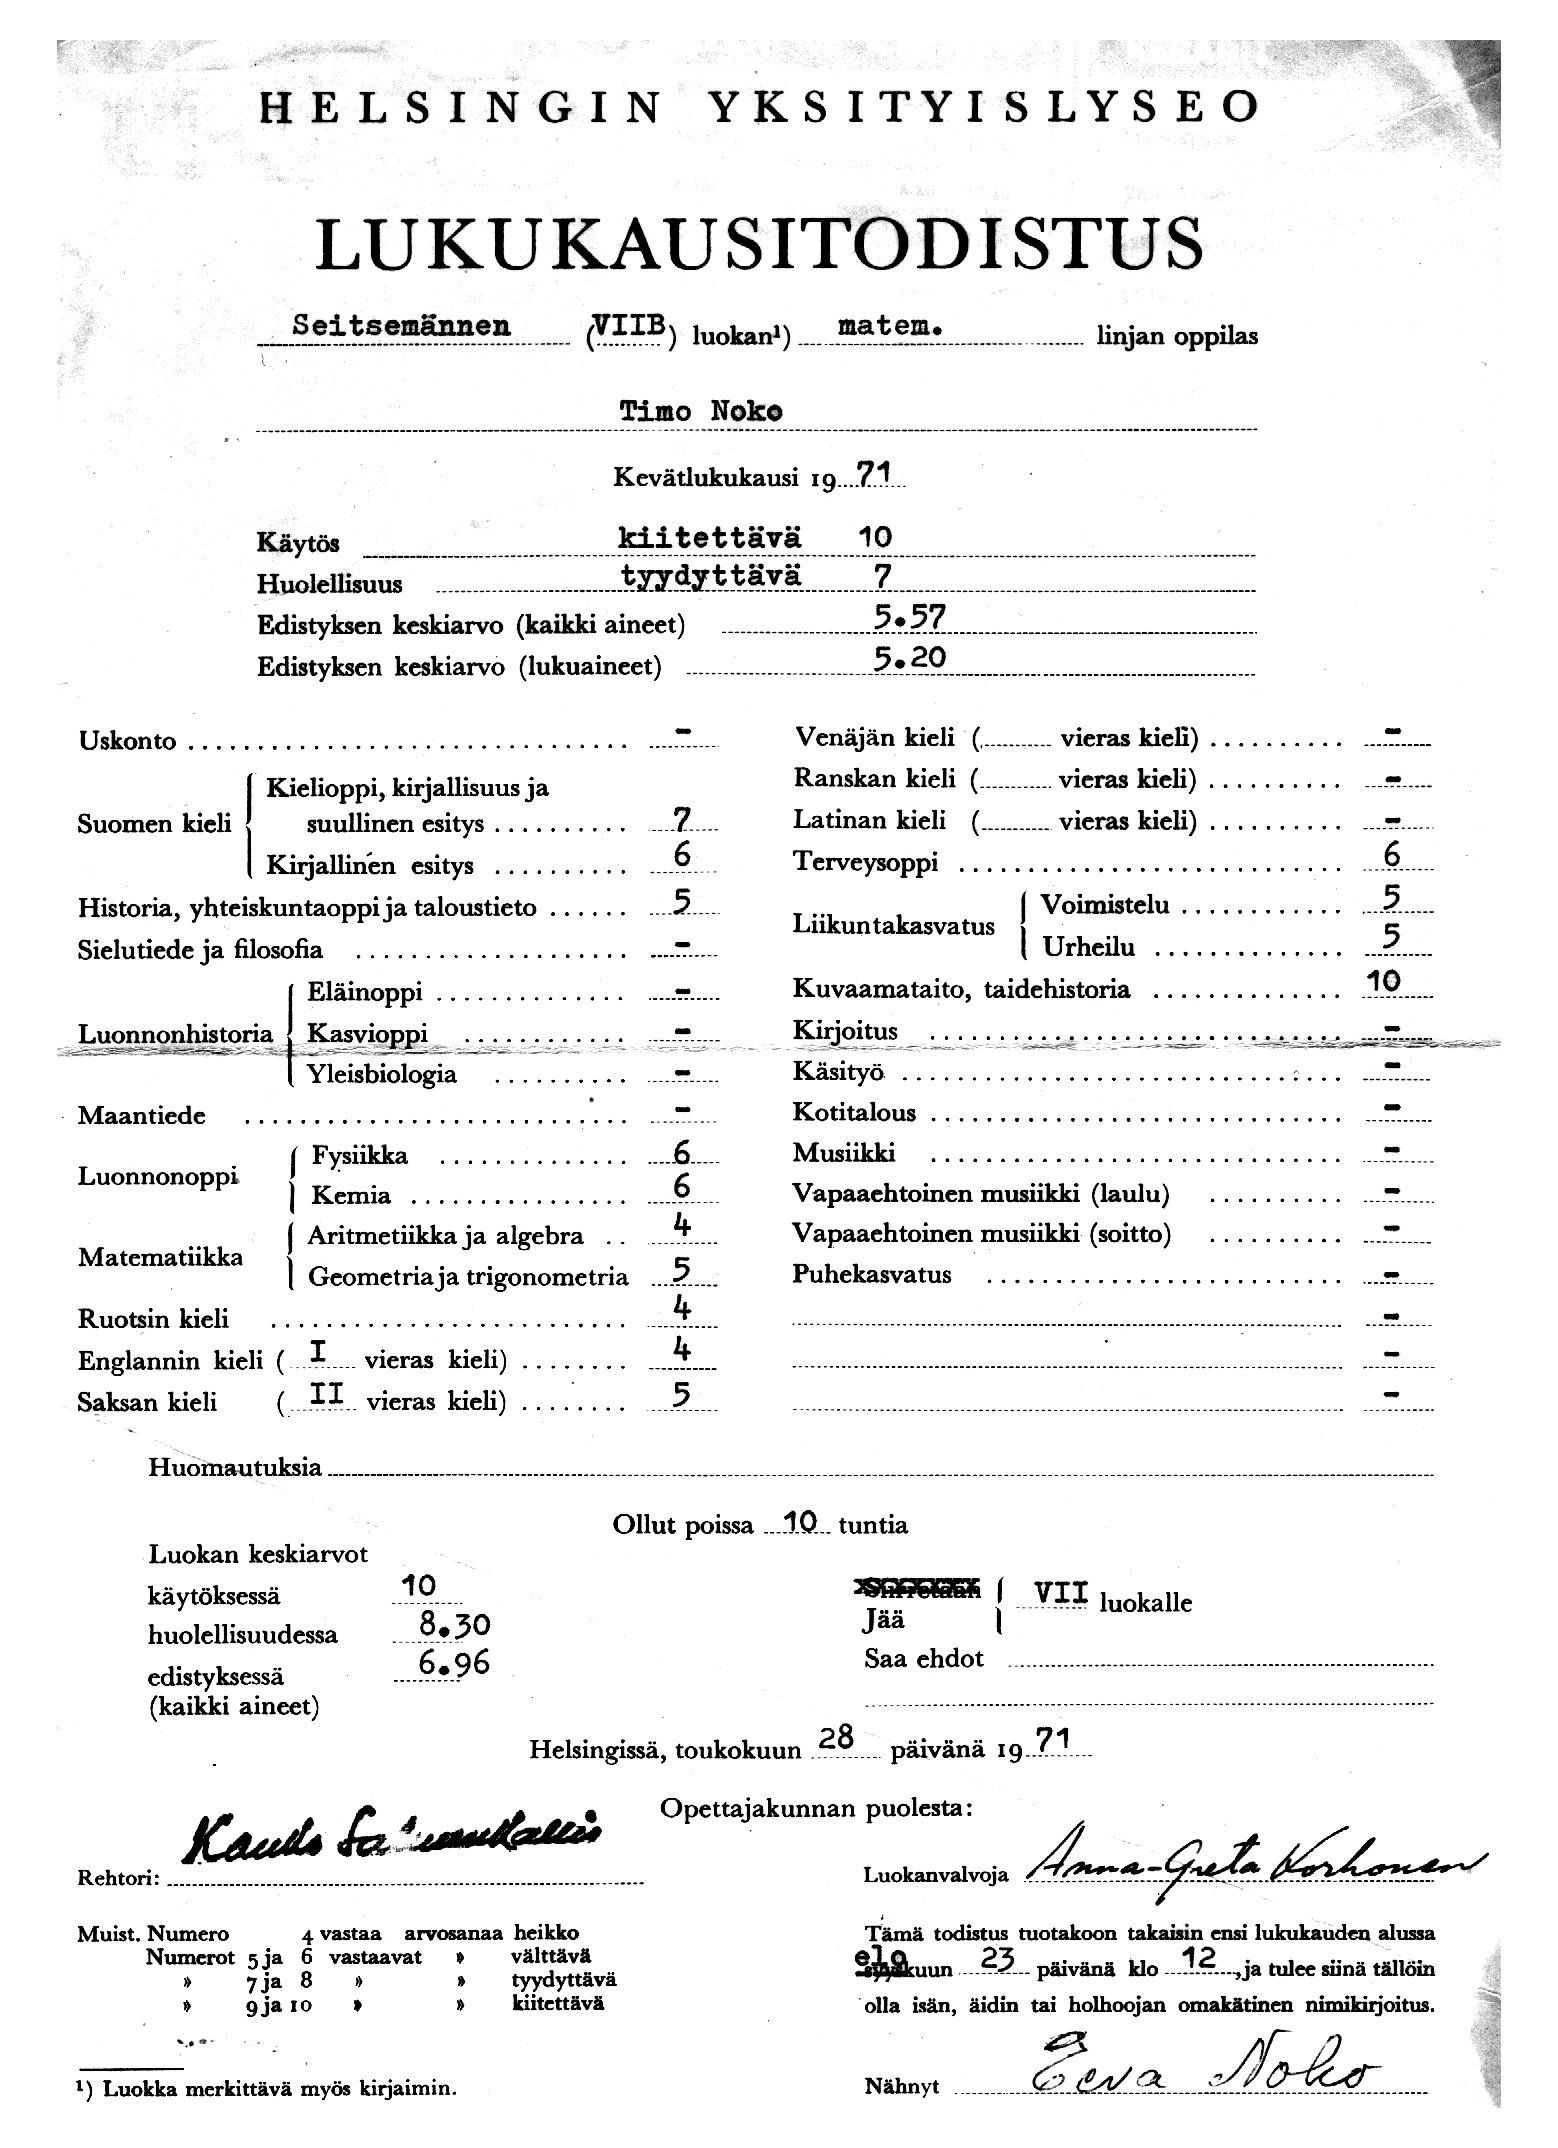 HELSINGIN YKSITYISLYSEO
LUKUKAUSITODISTUS
Seitsemännen (VIIB) luokan¹) matem. linjan oppilas
Timo Noko
Kevätlukukausi 1971
Käytös kiitettävä 10
Huolellisuus tyydyttävä 7
Edistyksen keskiarvo (kaikki aineet) 5.57
Edistyksen keskiarvo (lukuaineet) 5.20
Uskonto -
Suomen kieli
Kielioppi, kirjallisuus ja
suullinen esitys 7
Kirjallinen esitys 6
Historia, yhteiskuntaoppi ja taloustieto 5
Sielutiede ja filosofia -
Luonnonhistoria
Eläinoppi -
Kasvioppi -
Yleisbiologia -
Maantiede -
Luonnonoppi
Fysiikka 6
Kemia 6
Matematiikka
Aritmetiikka ja algebra 4
Geometria ja trigonometria 5
Ruotsin kieli 4
Englannin kieli ( I vieras kieli) 4
Saksan kieli ( II vieras kieli) 5
Venäjän kieli ( vieras kieli) -
Ranskan kieli ( vieras kieli) -
Latinan kieli ( vieras kieli) -
Terveysoppi 6
Liikuntakasvatus
Voimistelu 5
Urheilu 5
Kuvaamataito, taidehistoria 10
Kirjoitus -
Käsityö -
Kotitalous -
Musiikki -
Vapaaehtoinen musiikki (laulu) -
Vapaaehtoinen musiikki (soitto) -
Puhekasvatus -
-
-
-
Huomautuksia
Ollut poissa 10 tuntia
Luokan keskiarvot
käytöksessä 10
huolellisuudessa 8.30
edistyksessä 6.96
(kaikki aineet)
Siirretään
Jää
VII luokalle
Saa ehdot
Helsingissä, toukokuun 28 päivänä 1971
Opettajakunnan puolesta:
Rehtori:
Luokanvalvoja Anna-Greta Korhonen
Muist. Numero 4 vastaa arvosanaa heikko
Numerot 5 ja 6 vastaavat » välttävä
» 7 ja 8 » » tyydyttävä
» 9 ja 10 » » kiitettävä
¹) Luokka merkittävä myös kirjaimin.
Tämä todistus tuotakoon takaisin ensi lukukauden alussa
elokuun 23 päivänä klo 12, ja tulee siinä tällöin
olla isän, äidin tai holhoojan omakätinen nimikirjoitus.
Nähnyt Eeva Noko